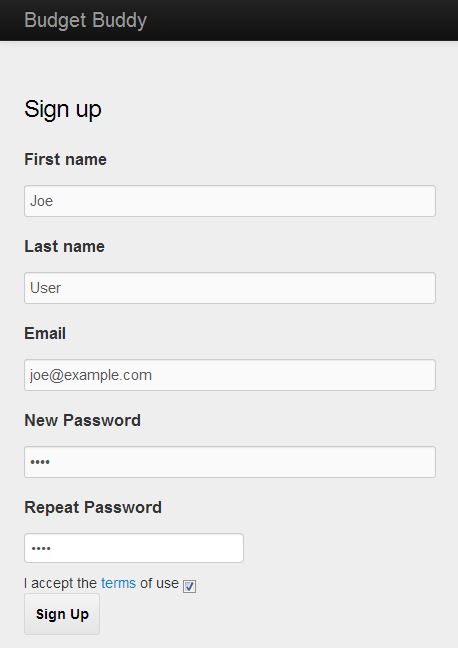 Budget Buddy
Sign up
First name
Joe
Last name
User
Email
joe@example.com
New Password
••••
Repeat Password
••••
I accept the terms of use
Sign Up